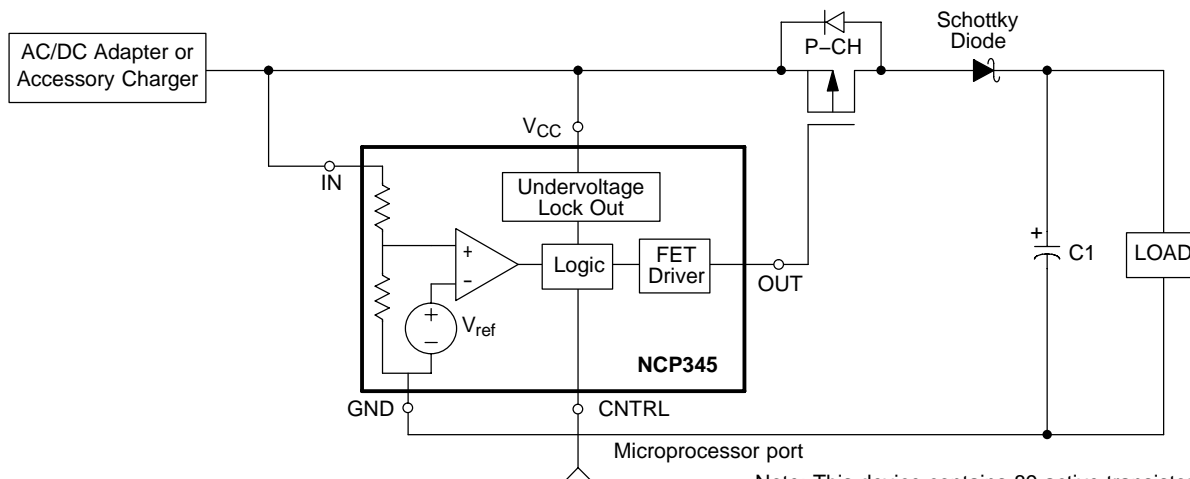 AC/DC Adapter or
Accessory Charger
P–CH
Schottky
Diode
VCC
IN
Undervoltage
Lock Out
+
–
Logic
FET
Driver
OUT
+
–
Vref
NCP345
+
C1
LOAD
GND
CNTRL
Microprocessor port